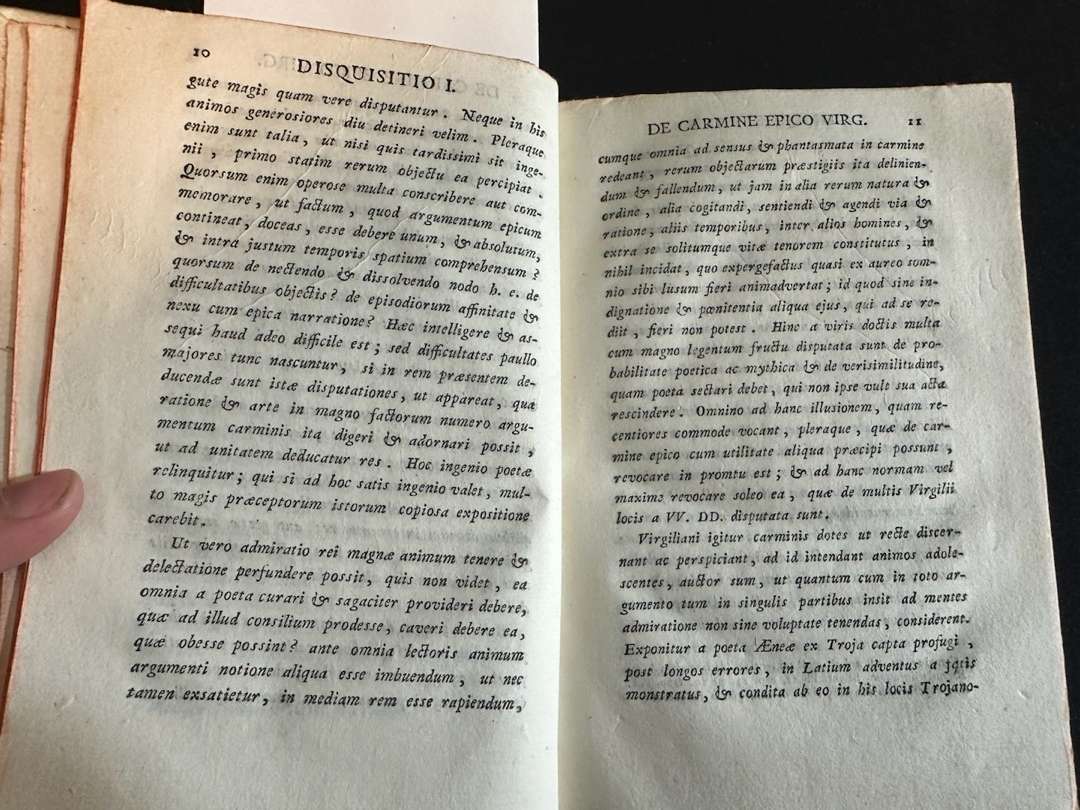 10
DISQUISITIO I.
gute magis quam vere disputantur. Neque in his
animos generosiores diu detineri velim. Pleraque
enim sunt talia, ut nisi quis tardissimi sit inge-
nii, primo statim rerum objectu ea percipiat.
Quorsum enim operose multa conscribere aut com-
memorare, ut factum, quod argumentum epicum
contineat, doceas, esse debere unum, & absolutum,
& intra justum temporis spatium comprehensum?
quorsum de nectendo & dissolvendo nodo h. e. de
difficultatibus objectis? de episodiorum affinitate &
nexu cum epica narratione? Hæc intelligere & as-
sequi haud adeo difficile est; sed difficultates paullo
majores tunc nascuntur, si in rem præsentem de-
ducendæ sunt istæ disputationes, ut appareat, qua
ratione & arte in magno factorum numero argu-
mentum carminis ita digeri & adornari possit,
ut ad unitatem deducatur res. Hoc ingenio poetæ
relinquitur; qui si ad hoc satis ingenio valet, mul-
to magis præceptorum istorum copiosa expositione
carebit.
Ut vero admiratio rei magnæ animum tenere &
delectatione perfundere possit, quis non videt, ea
omnia a poeta curari & sagaciter provideri debere,
quæ ad illud consilium prodesse, caveri debere ea,
quæ obesse possint? ante omnia lectoris animum
argumenti notione aliqua esse imbuendum, ut nec
tamen exsatietur, in mediam rem esse rapiendum,
DE CARMINE EPICO VIRG. 11
cumque omnia ad sensus & phantasmata in carmine
redeant, rerum objectarum præstigiis ita delinien-
dum & fallendum, ut jam in alia rerum natura &
ordine, alia cogitandi, sentiendi & agendi via &
ratione, aliis temporibus, inter alios homines, &
extra se solitumque vitæ tenorem constitutus, in
nihil incidat, quo expergefactus quasi ex aureo som-
nio sibi lusum fieri animadvertat; id quod sine in-
dignatione & pœnitentia aliqua ejus, qui ad se re-
diit, fieri non potest. Hinc a viris doctis multa
cum magno legentum fructu disputata sunt de pro-
babilitate poetica ac mythica & de verisimilitudine,
quam poeta sectari debet, qui non ipse vult sua acta
rescindere. Omnino ad hanc illusionem, quam re-
centiores commode vocant, pleraque, quæ de car-
mine epico cum utilitate aliqua præcipi possunt,
revocare in promtu est; & ad hanc normam vel
maxime revocare soleo ea, quæ de multis Virgilii
locis a VV. DD. disputata sunt.
Virgiliani igitur carminis dotes ut recte discer-
nant ac perspiciant, ad id intendant animos adole-
scentes, auctor sum, ut quantum cum in toto ar-
gumento tum in singulis partibus insit ad mentes
admiratione non sine voluptate tenendas, considerent.
Exponitur a poeta Æneæ ex Troja capta profugi,
post longos errores, in Latium adventus a jatis
monstratus, & condita ab eo in his locis Trojano-